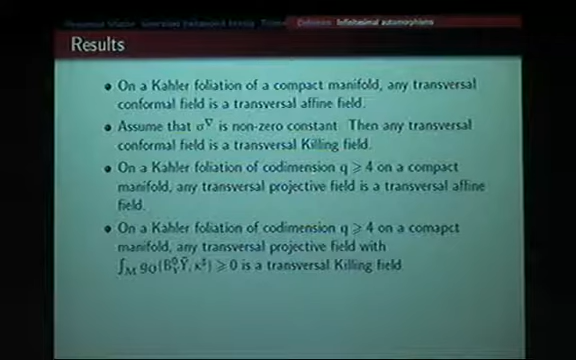 Infinitesimal automorphisms
Results
• On a Kahler foliation of a compact manifold, any transversal
conformal field is a transversal affine field.
• Assume that σ^∇ is non-zero constant. Then any transversal
conformal field is a transversal Killing field.
• On a Kahler foliation of codimension q ⩾ 4 on a compact
manifold, any transversal projective field is a transversal affine
field.
• On a Kahler foliation of codimension q ⩾ 4 on a comapct
manifold, any transversal projective field with
⩾ 0 is a transversal Killing field